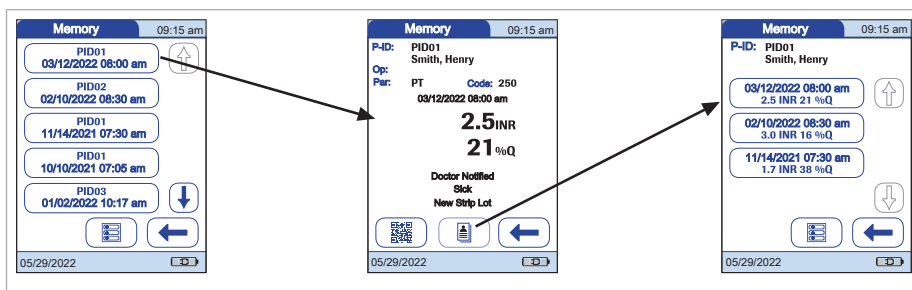 Memory 09:15 am
PID01
03/12/2022 08:00 am
PID02
02/10/2022 08:30 am
PID01
11/14/2021 07:30 am
PID01
10/10/2021 07:05 am
PID03
01/02/2022 10:17 am
05/29/2022
Memory 09:15 am
P-ID: PID01
Smith, Henry
Op:
Par: PT Code: 250
03/12/2022 08:00 am
2.5INR
21%Q
Doctor Notified
Sick
New Strip Lot
05/29/2022
Memory 09:15 am
P-ID: PID01
Smith, Henry
03/12/2022 08:00 am
2.5 INR 21 %Q
02/10/2022 08:30 am
3.0 INR 16 %Q
11/14/2021 07:30 am
1.7 INR 38 %Q
05/29/2022